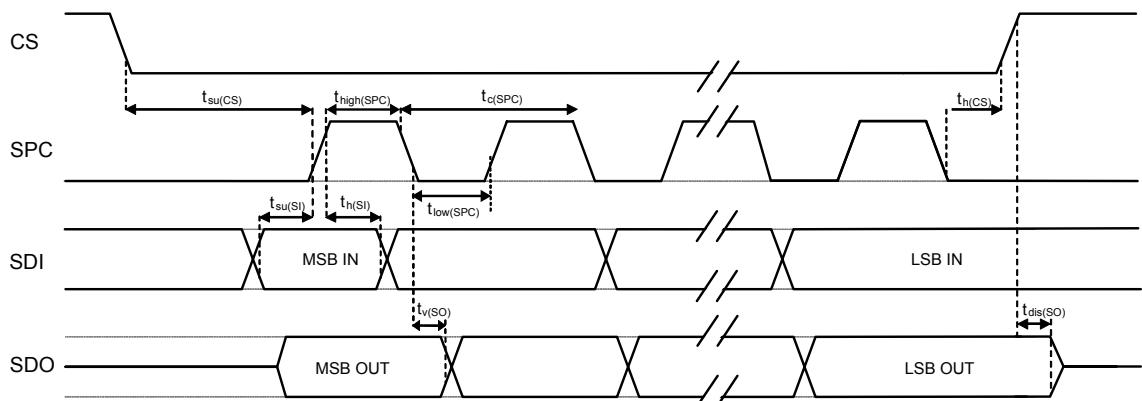 CS
t_su(CS) t_high(SPC) t_c(SPC) t_h(CS)
SPC
t_su(SI) t_h(SI) t_low(SPC)
SDI MSB IN LSB IN
t_v(SO) t_dis(SO)
SDO MSB OUT LSB OUT